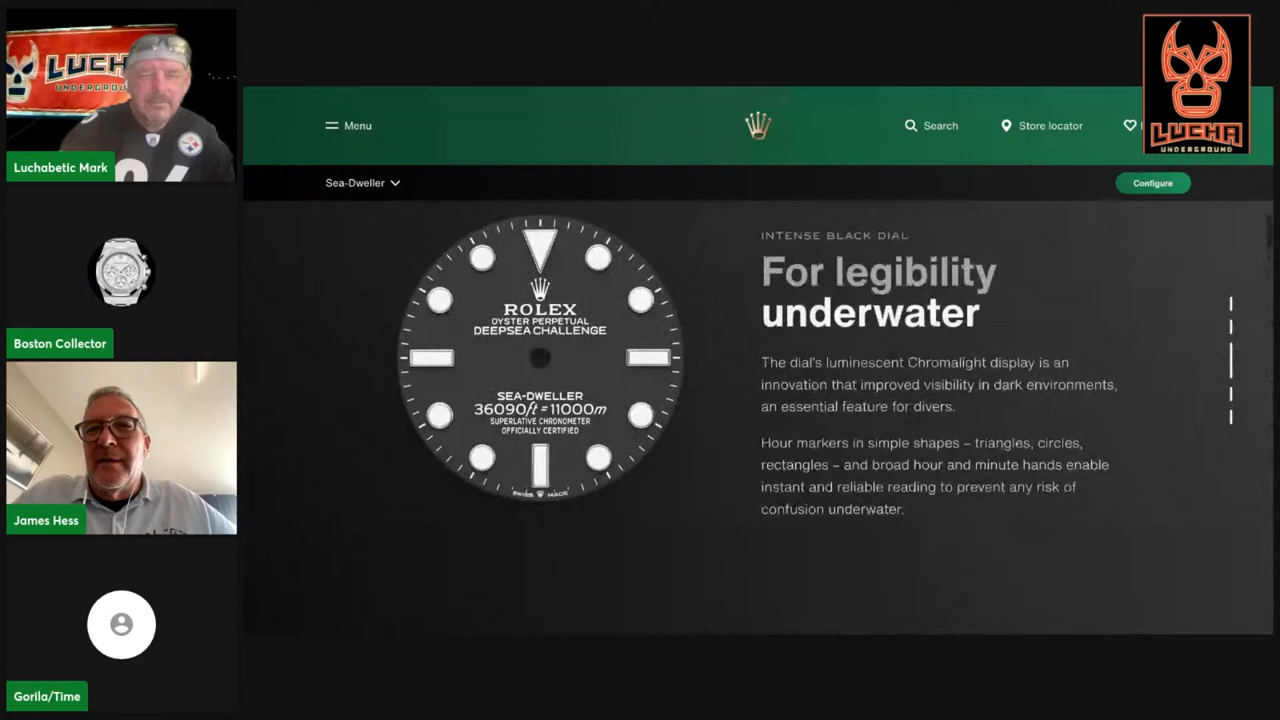 LUCHA
UNDERGROUND
Luchabetic Mark
Boston Collector
James Hess
Gorila/Time
Menu
Search
Store locator
Sea-Dweller
Configure
LUCHA
UNDERGROUND
ROLEX
OYSTER PERPETUAL
DEEPSEA CHALLENGE
SEA-DWELLER
36090ft=11000m
SUPERLATIVE CHRONOMETER
OFFICIALLY CERTIFIED
SWISS MADE
INTENSE BLACK DIAL
For legibility
underwater
The dial's luminescent Chromalight display is an
innovation that improved visibility in dark environments,
an essential feature for divers.
Hour markers in simple shapes – triangles, circles,
rectangles – and broad hour and minute hands enable
instant and reliable reading to prevent any risk of
confusion underwater.